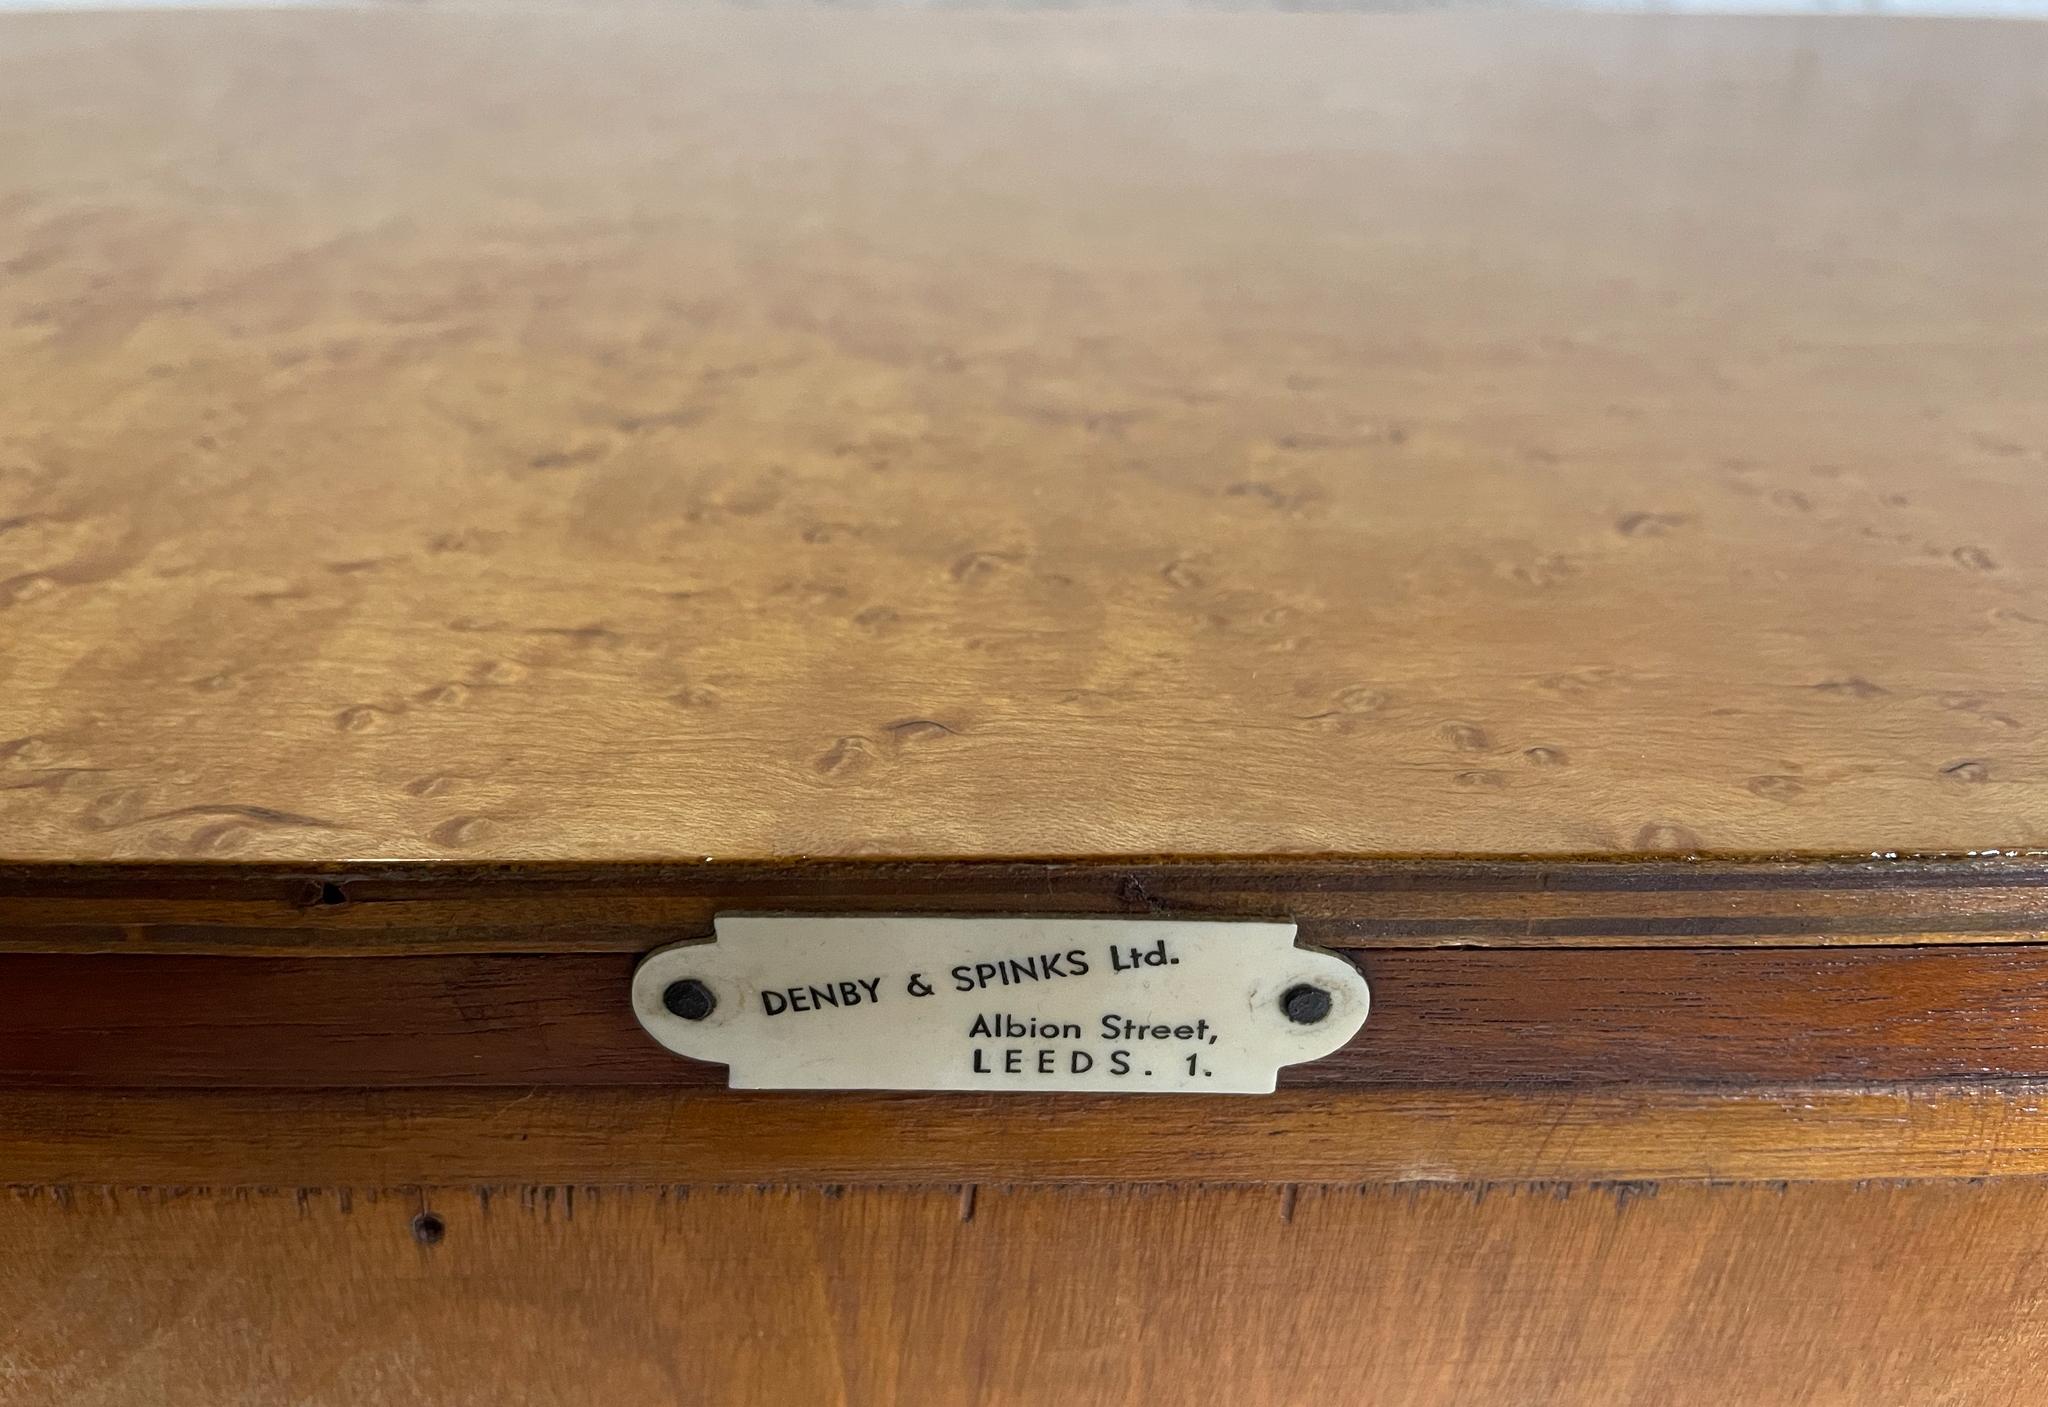 DENBY & SPINKS Ltd.
Albion Street,
LEEDS. 1.